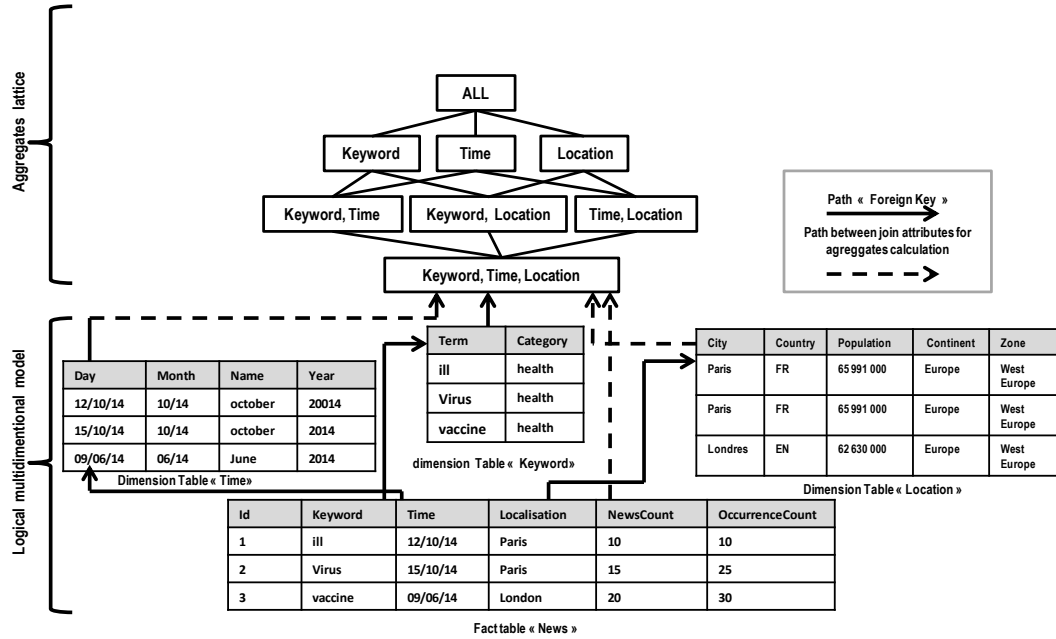 Aggregates lattice
ALL
Keyword
Time
Location
Keyword, Time
Keyword, Location
Time, Location
Keyword, Time, Location
Path « Foreign Key »
Path between join attributes for
agreggates calculation
Logical multidimentional model
Day Month Name Year
12/10/14 10/14 october 20014
15/10/14 10/14 october 2014
09/06/14 06/14 June 2014
Dimension Table « Time»
Term Category
ill health
Virus health
vaccine health
dimension Table « Keyword»
City Country Population Continent Zone
Paris FR 65 991 000 Europe West
Europe
Paris FR 65 991 000 Europe West
Europe
Londres EN 62 630 000 Europe West
Europe
Dimension Table « Location »
Id Keyword Time Localisation NewsCount OccurrenceCount
1 ill 12/10/14 Paris 10 10
2 Virus 15/10/14 Paris 15 25
3 vaccine 09/06/14 London 20 30
Fact table « News »